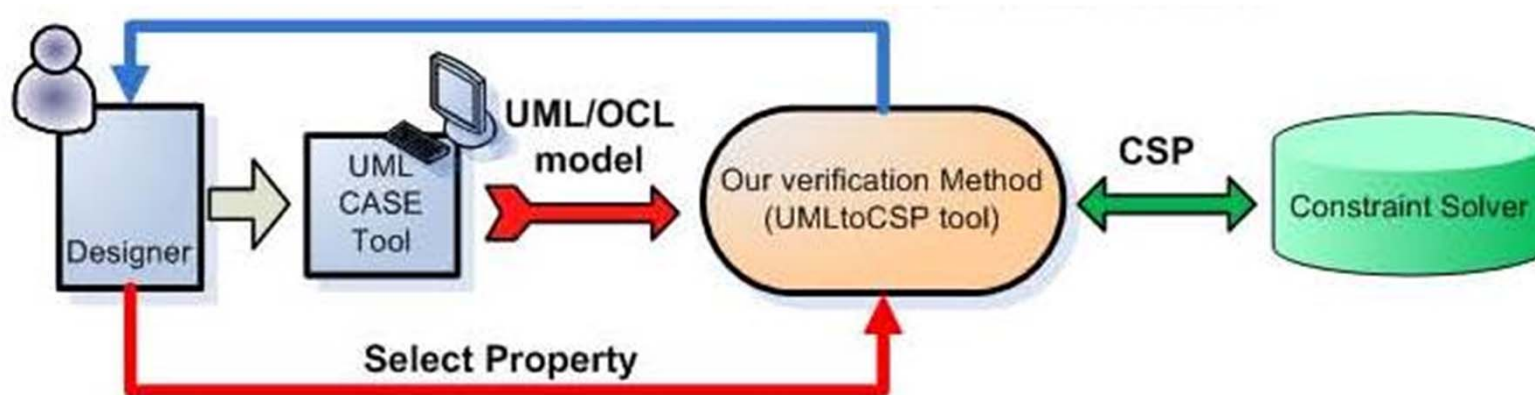 UML/OCL
model
CSP
UML
CASE
Tool
Our verification Method
(UMLtoCSP tool)
Constraint Solver
Designer
Select Property